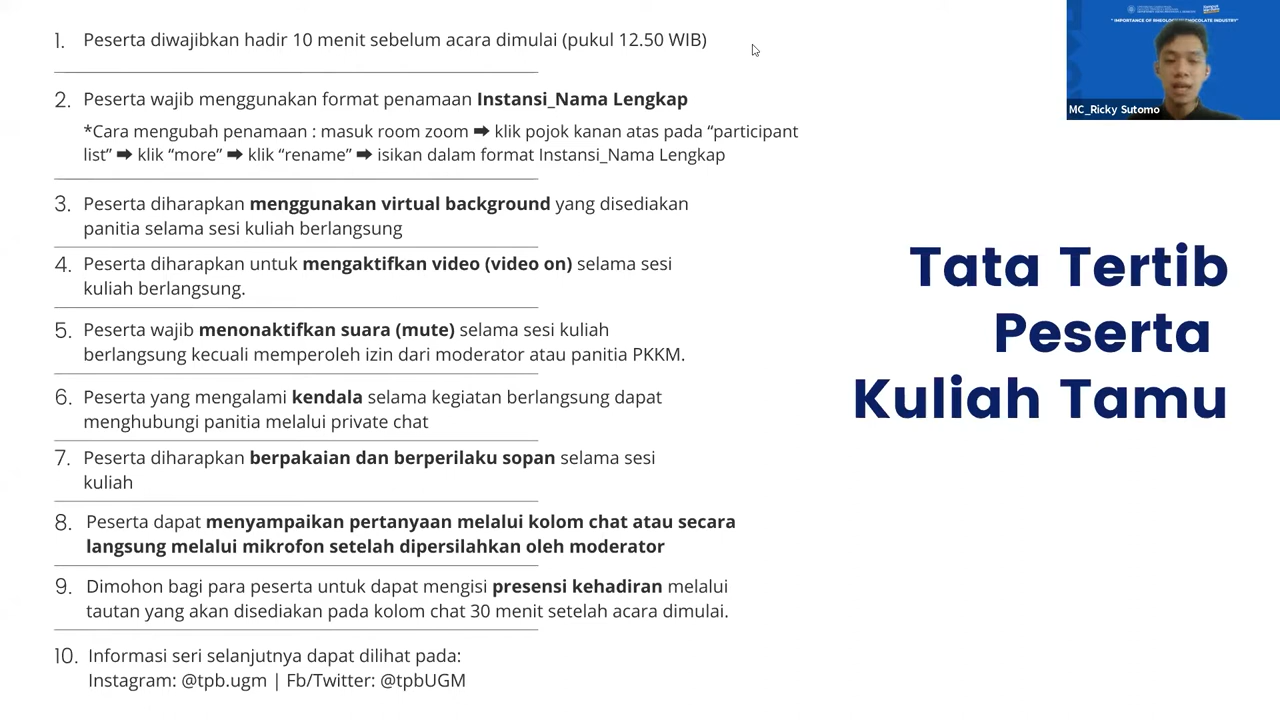 1. Peserta diwajibkan hadir 10 menit sebelum acara dimulai (pukul 12.50 WIB)
2. Peserta wajib menggunakan format penamaan Instansi_Nama Lengkap
*Cara mengubah penamaan : masuk room zoom ➡ klik pojok kanan atas pada “participant
list” ➡ klik “more” ➡ klik “rename” ➡ isikan dalam format Instansi_Nama Lengkap
3. Peserta diharapkan menggunakan virtual background yang disediakan
panitia selama sesi kuliah berlangsung
4. Peserta diharapkan untuk mengaktifkan video (video on) selama sesi
kuliah berlangsung.
5. Peserta wajib menonaktifkan suara (mute) selama sesi kuliah
berlangsung kecuali memperoleh izin dari moderator atau panitia PKKM.
6. Peserta yang mengalami kendala selama kegiatan berlangsung dapat
menghubungi panitia melalui private chat
7. Peserta diharapkan berpakaian dan berperilaku sopan selama sesi
kuliah
8. Peserta dapat menyampaikan pertanyaan melalui kolom chat atau secara
langsung melalui mikrofon setelah dipersilahkan oleh moderator
9. Dimohon bagi para peserta untuk dapat mengisi presensi kehadiran melalui
tautan yang akan disediakan pada kolom chat 30 menit setelah acara dimulai.
10. Informasi seri selanjutnya dapat dilihat pada:
Instagram: @tpb.ugm | Fb/Twitter: @tpbUGM
Tata Tertib
Peserta
Kuliah Tamu
MC_Ricky Sutomo